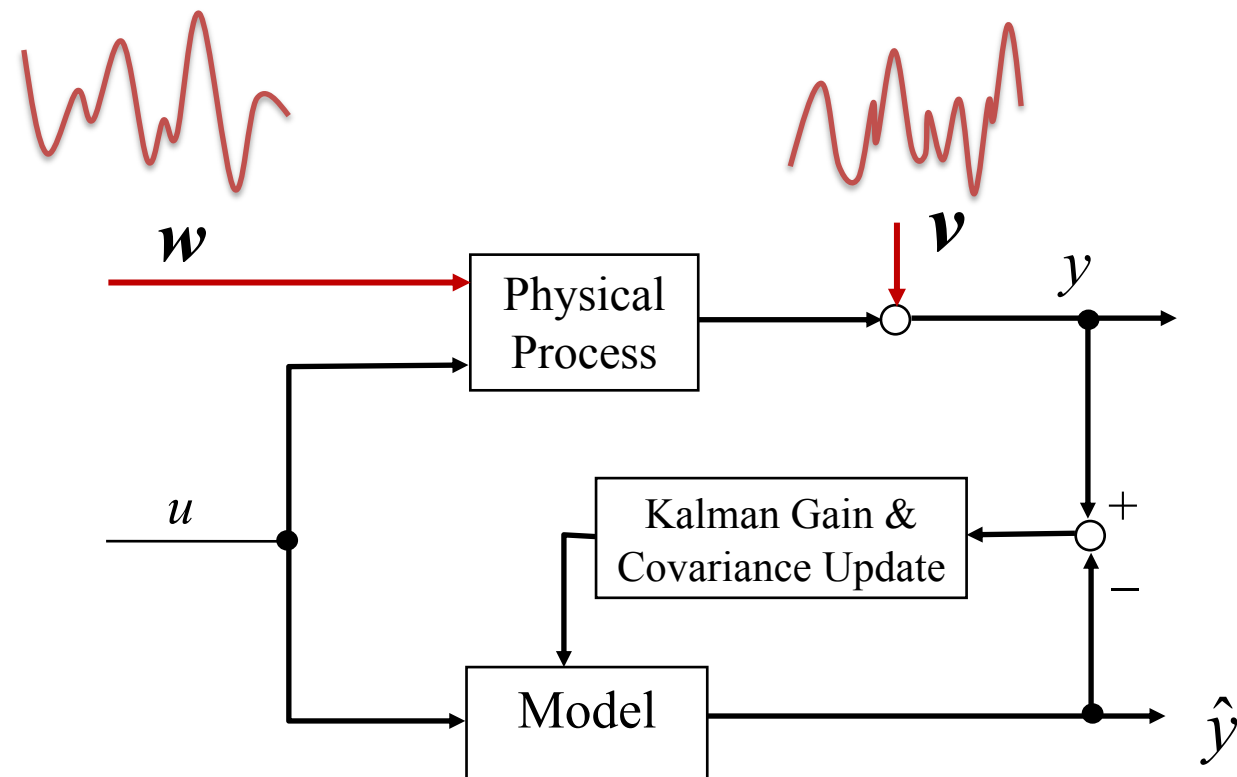 w
v
y
Physical
Process
u
+
Kalman Gain &
Covariance Update
−
Model
ŷ